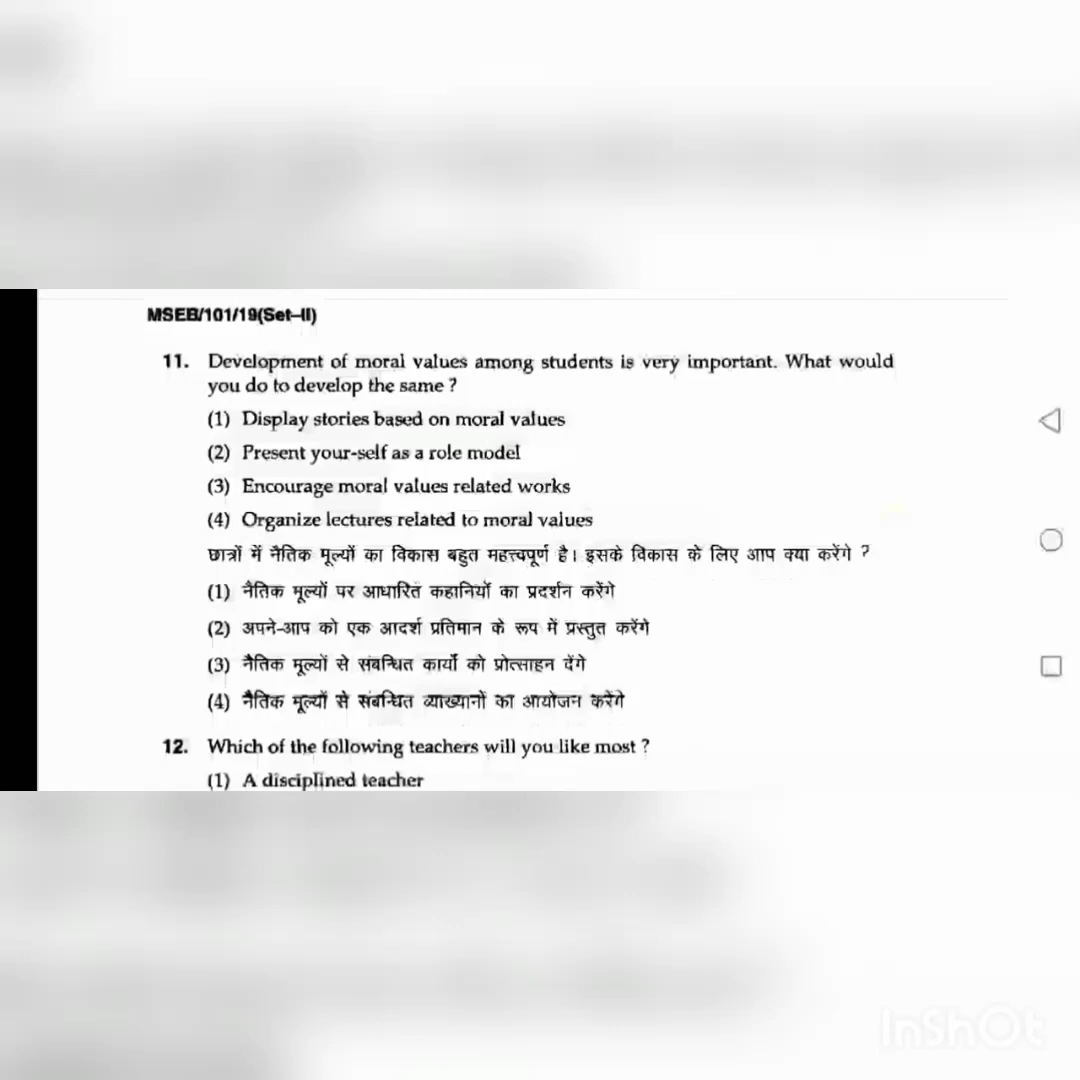 MSEB/101/19(Set–II)
11. Development of moral values among students is very important. What would
you do to develop the same ?
(1) Display stories based on moral values
(2) Present your-self as a role model
(3) Encourage moral values related works
(4) Organize lectures related to moral values
छात्रों में नैतिक मूल्यों का विकास बहुत महत्त्वपूर्ण है। इसके विकास के लिए आप क्या करेंगे ?
(1) नैतिक मूल्यों पर आधारित कहानियों का प्रदर्शन करेंगे
(2) अपने-आप को एक आदर्श प्रतिमान के रूप में प्रस्तुत करेंगे
(3) नैतिक मूल्यों से संबन्धित कार्यों को प्रोत्साहन देंगे
(4) नैतिक मूल्यों से संबन्धित व्याख्यानों का आयोजन करेंगे
12. Which of the following teachers will you like most ?
(1) A disciplined teacher
InShOt